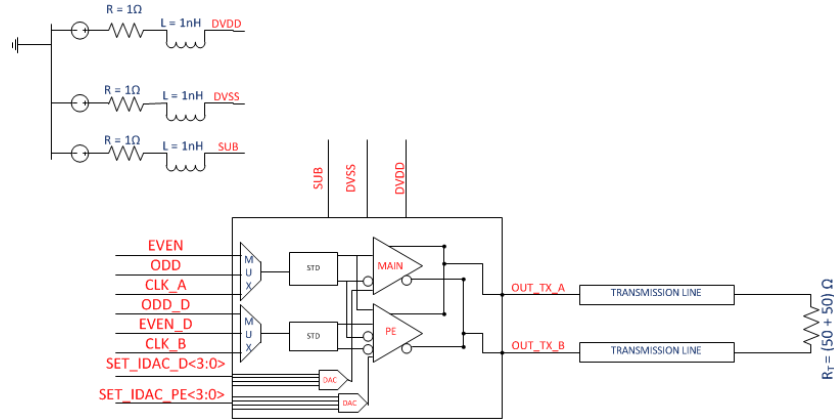 R = 1Ω
L = 1nH
DVDD
R = 1Ω
L = 1nH
DVSS
R = 1Ω
L = 1nH
SUB
SUB
DVSS
DVDD
EVEN
ODD
CLK_A
ODD_D
EVEN_D
CLK_B
SET_IDAC_D<3:0>
SET_IDAC_PE<3:0>
M
U
X
STD
MAIN
M
U
X
STD
PE
DAC
DAC
OUT_TX_A
TRANSMISSION LINE
OUT_TX_B
TRANSMISSION LINE
R_T = (50 + 50) Ω